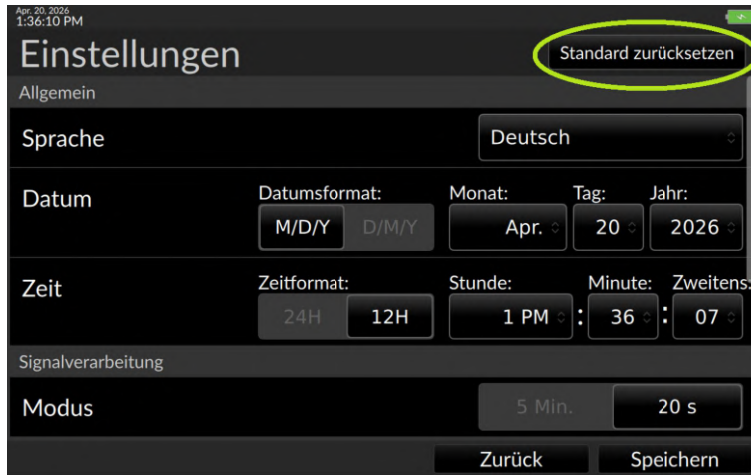 Apr. 20, 2026
1:36:10 PM
Einstellungen
Standard zurücksetzen
Allgemein
Sprache
Deutsch
Datum
Datumsformat:
Monat:
Tag:
Jahr:
M/D/Y
D/M/Y
Apr.
20
2026
Zeit
Zeitformat:
Stunde:
Minute:
Zweitens:
24H
12H
1 PM
:
36
:
07
Signalverarbeitung
Modus
5 Min.
20 s
Zurück
Speichern